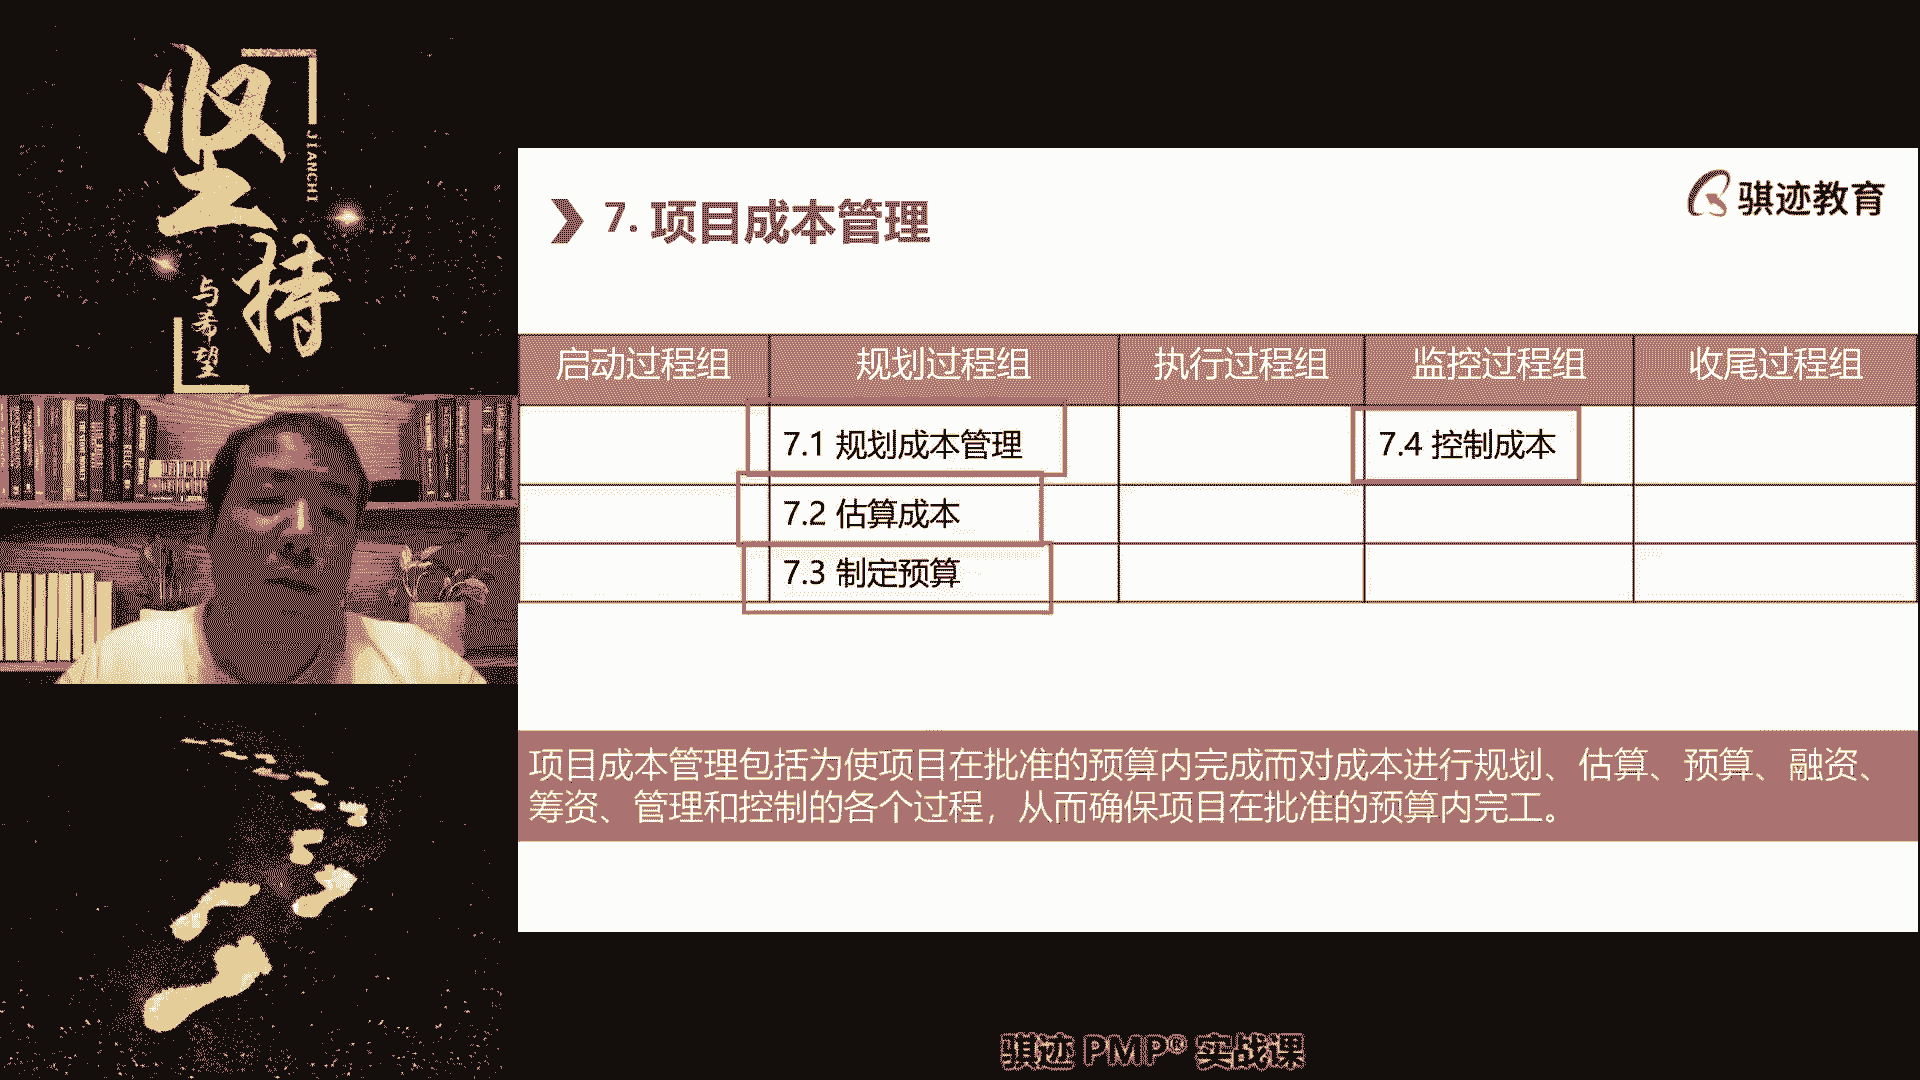 坚持
JIANCHI
与希望
7. 项目成本管理
骐迹教育
启动过程组 规划过程组 执行过程组 监控过程组 收尾过程组
7.1 规划成本管理 7.4 控制成本
7.2 估算成本
7.3 制定预算
项目成本管理包括为使项目在批准的预算内完成而对成本进行规划、估算、预算、融资、
筹资、管理和控制的各个过程，从而确保项目在批准的预算内完工。
骐迹 PMP® 实战课